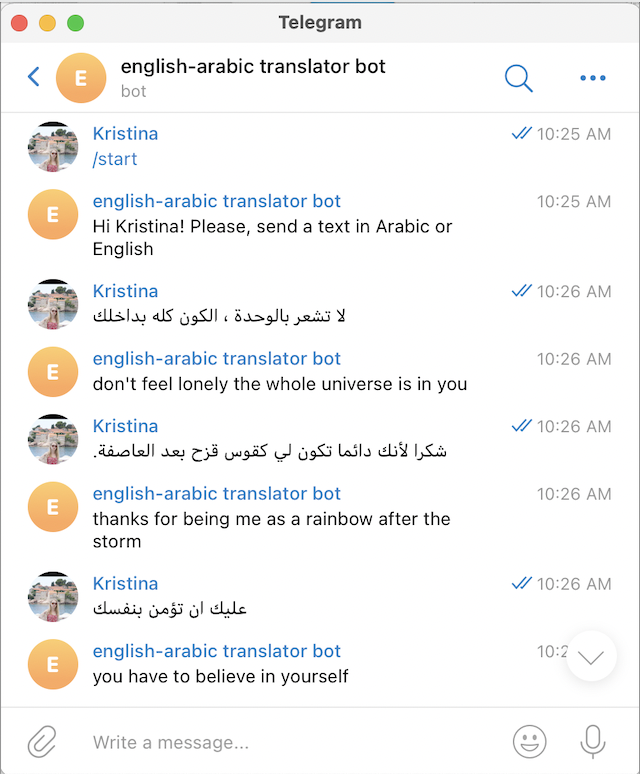 Telegram
E
english-arabic translator bot
bot
Kristina
10:25 AM
/start
E
english-arabic translator bot
10:25 AM
Hi Kristina! Please, send a text in Arabic or
English
Kristina
10:26 AM
لا تشعر بالوحدة ، الكون كله بداخلك
E
english-arabic translator bot
10:26 AM
don't feel lonely the whole universe is in you
Kristina
10:26 AM
شكرا لأنك دائما تكون لي كقوس قزح بعد العاصفة.
E
english-arabic translator bot
10:26 AM
thanks for being me as a rainbow after the
storm
Kristina
10:26 AM
عليك ان تؤمن بنفسك
E
english-arabic translator bot
you have to believe in yourself
Write a message...